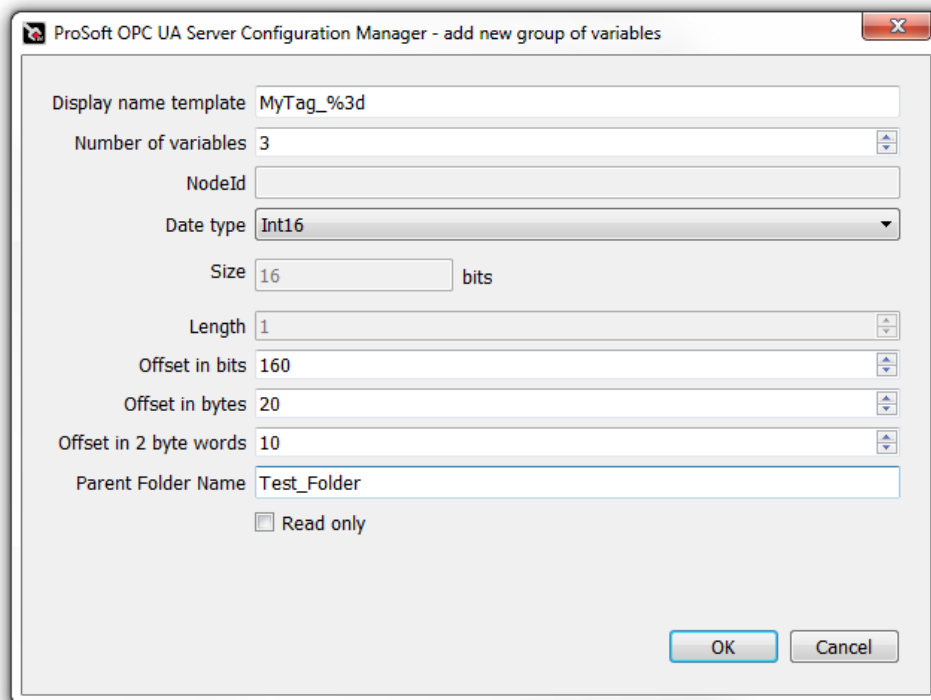 ProSoft OPC UA Server Configuration Manager - add new group of variables
Display name template MyTag_%3d
Number of variables 3
NodeId
Date type Int16
Size 16 bits
Length 1
Offset in bits 160
Offset in bytes 20
Offset in 2 byte words 10
Parent Folder Name Test_Folder
Read only
OK Cancel